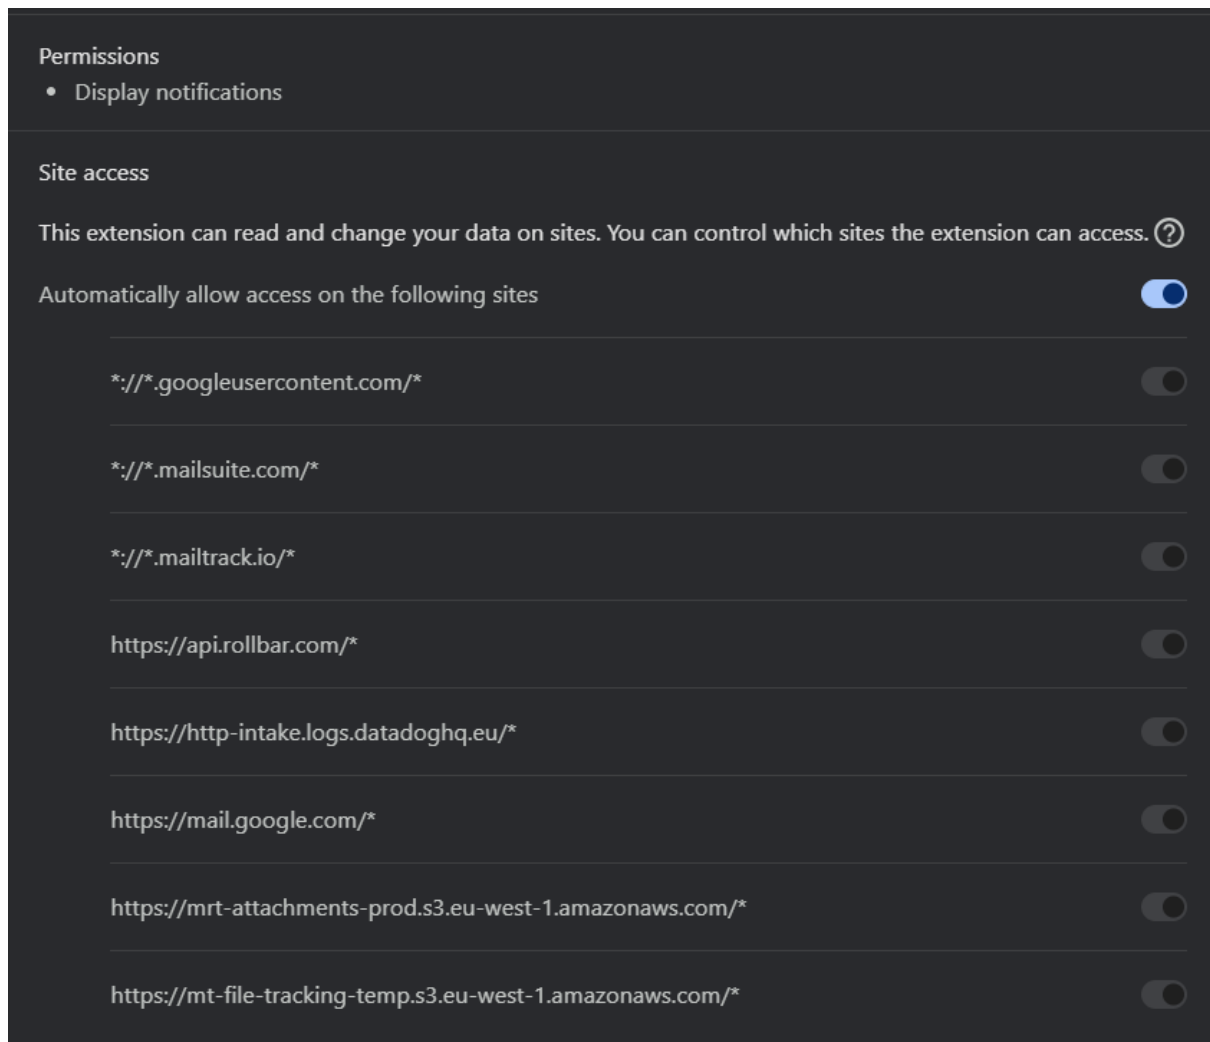 Permissions
• Display notifications
Site access
This extension can read and change your data on sites. You can control which sites the extension can access. ?
Automatically allow access on the following sites
*://*.googleusercontent.com/*
*://*.mailsuite.com/*
*://*.mailtrack.io/*
https://api.rollbar.com/*
https://http-intake.logs.datadoghq.eu/*
https://mail.google.com/*
https://mrt-attachments-prod.s3.eu-west-1.amazonaws.com/*
https://mt-file-tracking-temp.s3.eu-west-1.amazonaws.com/*